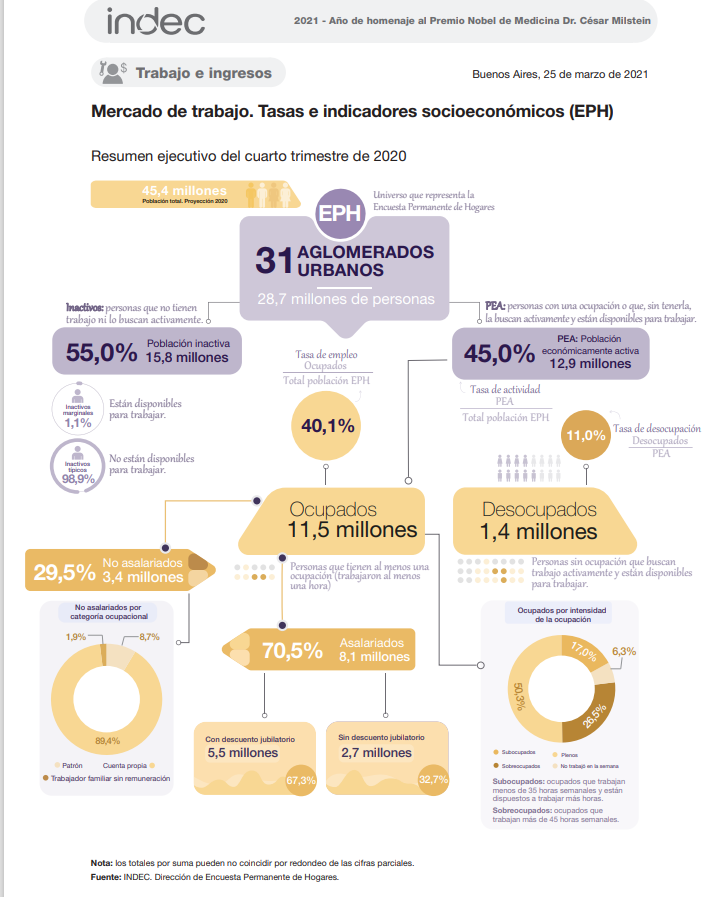 indec
2021 - Año de homenaje al Premio Nobel de Medicina Dr. César Milstein
$
Trabajo e ingresos
Buenos Aires, 25 de marzo de 2021
Mercado de trabajo. Tasas e indicadores socioeconómicos (EPH)
Resumen ejecutivo del cuarto trimestre de 2020
45,4 millones
Población total. Proyección 2020
EPH
Universo que representa la
Encuesta Permanente de Hogares
31 AGLOMERADOS
URBANOS
28,7 millones de personas
Inactivos: personas que no tienen
trabajo ni lo buscan activamente.
55,0%
Población inactiva
15,8 millones
Inactivos
marginales
1,1%
Están disponibles
para trabajar.
Inactivos
típicos
98,9%
No están disponibles
para trabajar.
Tasa de empleo
Ocupados
Total población EPH
40,1%
PEA: personas con una ocupación o que, sin tenerla,
la buscan activamente y están disponibles para trabajar.
45,0%
PEA: Población
económicamente activa
12,9 millones
Tasa de actividad
PEA
Total población EPH
11,0%
Tasa de desocupación
Desocupados
PEA
Ocupados
11,5 millones
Personas que tienen al menos una
ocupación (trabajaron al menos
una hora)
Desocupados
1,4 millones
Personas sin ocupación que buscan
trabajo activamente y están disponibles
para trabajar.
29,5%
No asalariados
3,4 millones
No asalariados por
categoría ocupacional
1,9%
8,7%
89,4%
Patrón
Cuenta propia
Trabajador familiar sin remuneración
70,5%
Asalariados
8,1 millones
Con descuento jubilatorio
5,5 millones
67,3%
Sin descuento jubilatorio
2,7 millones
32,7%
Ocupados por intensidad
de la ocupación
17,0%
6,3%
26,5%
50,3%
Subocupados
Plenos
Sobreocupados
No trabajó en la semana
Subocupados: ocupados que trabajan
menos de 35 horas semanales y están
dispuestos a trabajar más horas.
Sobreocupados: ocupados que
trabajan más de 45 horas semanales.
Nota: los totales por suma pueden no coincidir por redondeo de las cifras parciales.
Fuente: INDEC. Dirección de Encuesta Permanente de Hogares.